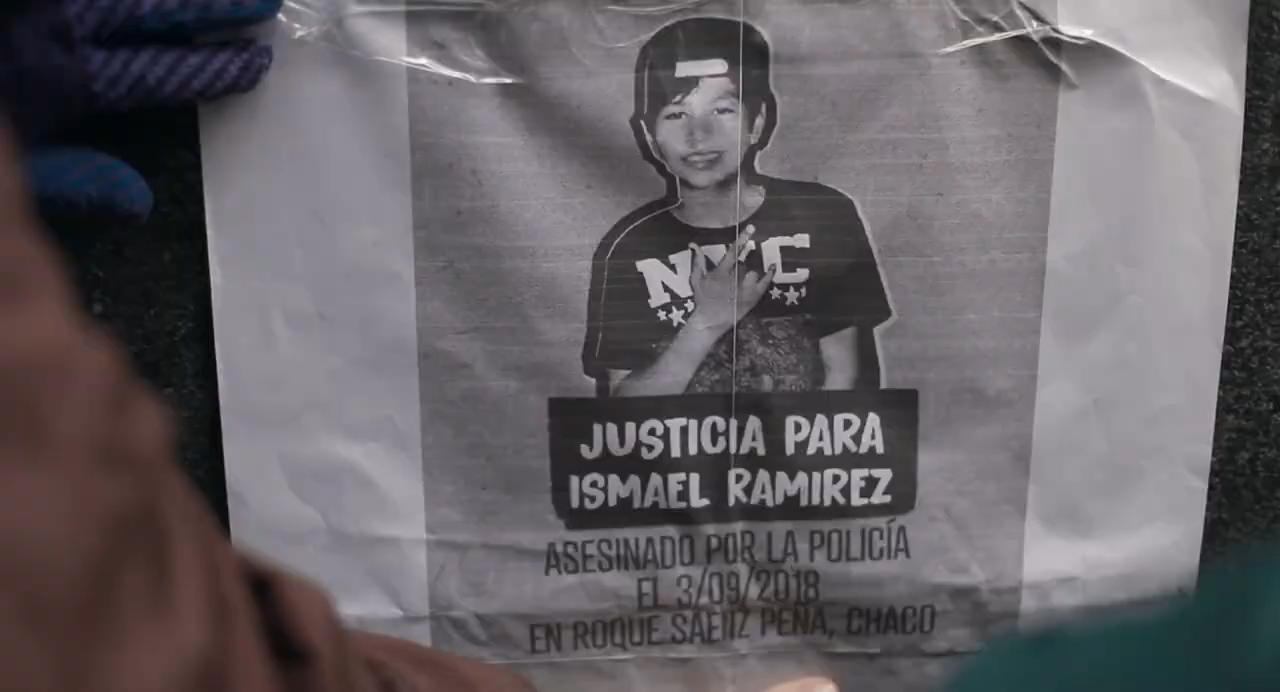 NYC
JUSTICIA PARA
ISMAEL RAMIREZ
ASESINADO POR LA POLICÍA
EL 3/09/2018
EN ROQUE SAENZ PEÑA, CHACO